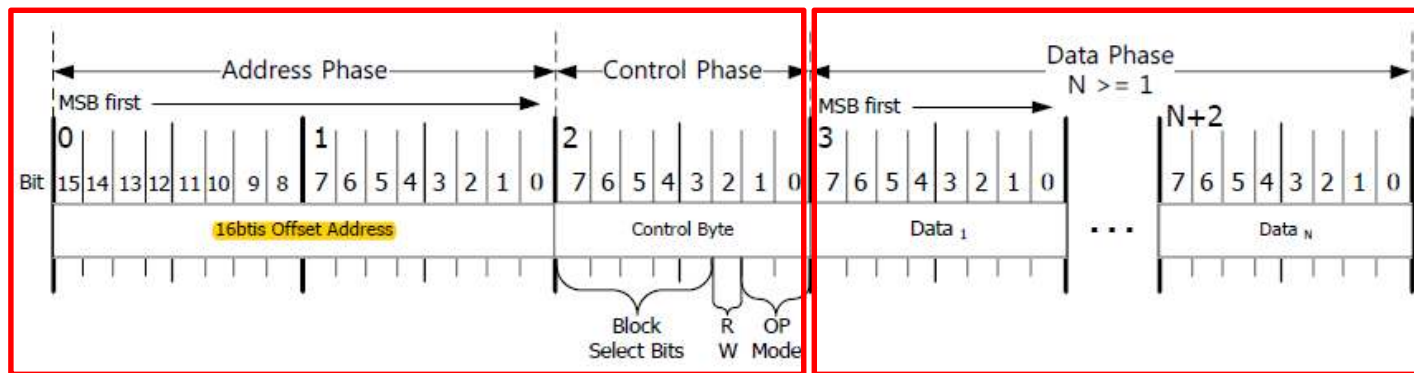 Address Phase Control Phase Data Phase
N >= 1
MSB first MSB first
0 1 2 3 N+2
Bit 15 14 13 12 11 10 9 8 7 6 5 4 3 2 1 0 7 6 5 4 3 2 1 0 7 6 5 4 3 2 1 0 7 6 5 4 3 2 1 0
16btis Offset Address Control Byte Data 1 ··· Data N
Block R OP
Select Bits W Mode